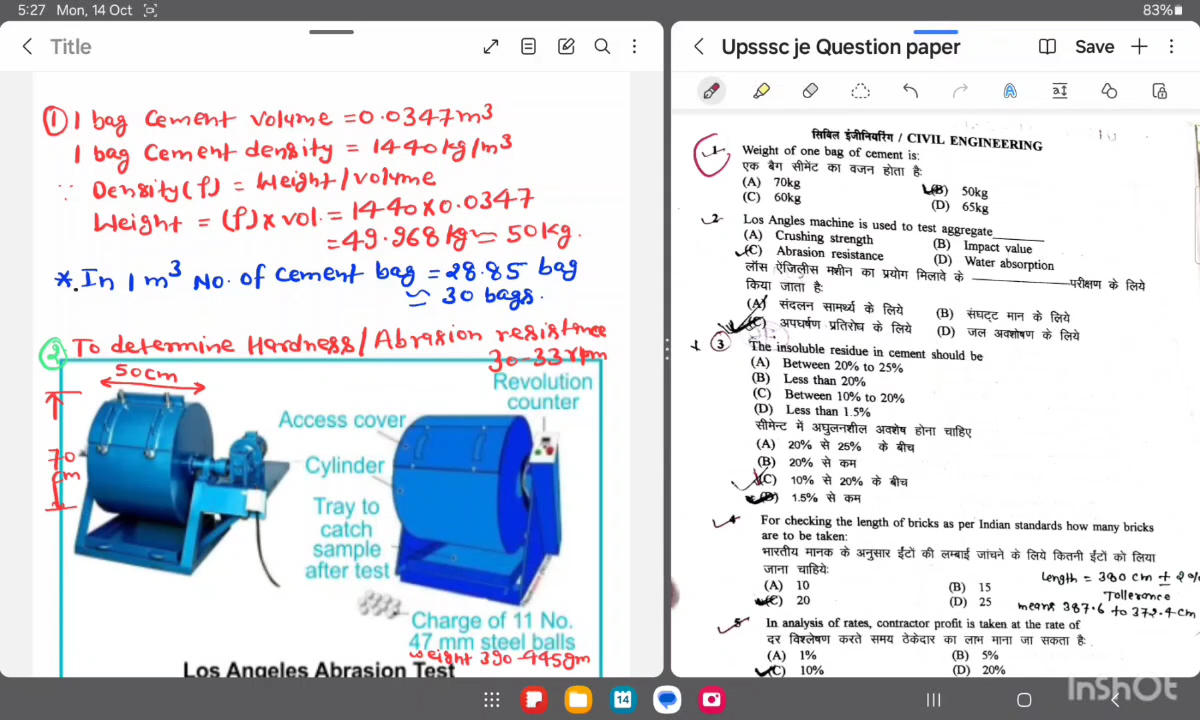 5:27 Mon, 14 Oct
83%
Title
① 1 bag Cement volume = 0.0347 m³
1 bag Cement density = 1440 kg/m³
∵ Density(ρ) = Weight/volume
Weight = (ρ) x vol. = 1440 x 0.0347
= 49.968 kg ≃ 50 kg.
*. In 1 m³ No. of cement bag = 28.85 bag
≃ 30 bags.
② To determine Hardness/Abrasion resistence
30-33 rpm
50 cm
70 cm
Revolution
counter
Access cover
Cylinder
Tray to
catch
sample
after test
Charge of 11 No.
47 mm steel balls
weight 390-445 gm
Los Angeles Abrasion Test
Upsssc je Question paper
Save
सिविल इंजीनियरिंग / CIVIL ENGINEERING
1 Weight of one bag of cement is:
एक बैग सीमेंट का वजन होता है:
(A) 70kg (B) 50kg
(C) 60kg (D) 65kg
2 Los Angles machine is used to test aggregate________
(A) Crushing strength (B) Impact value
(C) Abrasion resistance (D) Water absorption
लॉस ऐंजिलीस मशीन का प्रयोग मिलावे के ____________परीक्षण के लिये
किया जाता है:
(A) संदलन सामर्थ्य के लिये (B) संघट्ट मान के लिये
(C) अपघर्षण प्रतिरोध के लिये (D) जल अवशोषण के लिये
③ The insoluble residue in cement should be
(A) Between 20% to 25%
(B) Less than 20%
(C) Between 10% to 20%
(D) Less than 1.5%
सीमेन्ट में अघुलनशील अवशेष होना चाहिए
(A) 20% से 25% के बीच
(B) 20% से कम
(C) 10% से 20% के बीच
(D) 1.5% से कम
4 For checking the length of bricks as per Indian standards how many bricks
are to be taken:
भारतीय मानक के अनुसार ईंटों की लम्बाई जांचने के लिये कितनी ईंटों को लिया
जाना चाहिये:
(A) 10 (B) 15
(C) 20 (D) 25
Length = 380 cm ±
Tollerance
means 387.6 to 372.4 cm
5 In analysis of rates, contractor profit is taken at the rate of
दर विश्लेषण करते समय ठेकेदार का लाभ माना जा सकता है:
(A) 1% (B) 5%
(C) 10% (D) 20%
14
InShOt